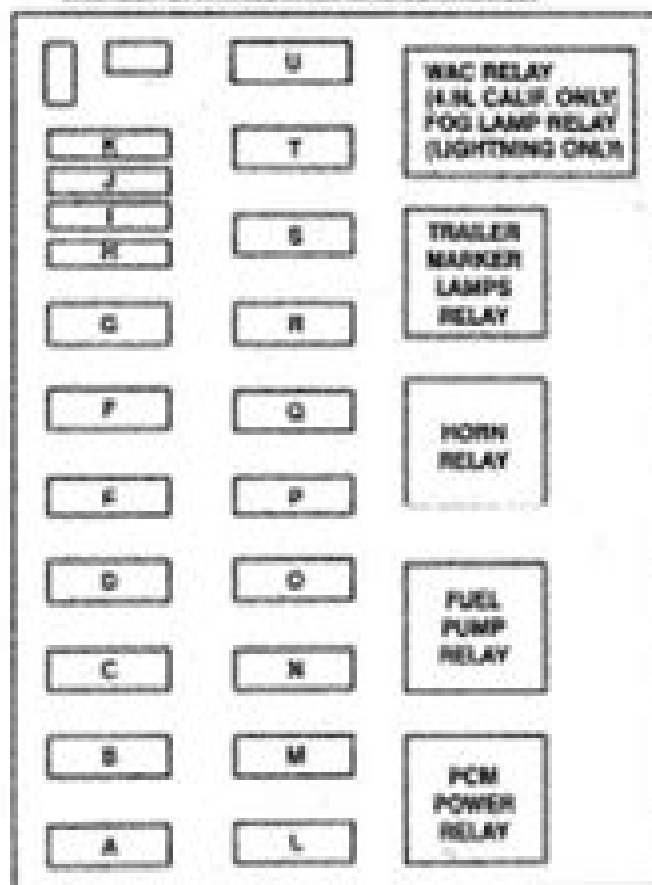 U
WAC RELAY
(4.9L CALIF. ONLY)
FOG LAMP RELAY
(LIGHTNING ONLY)
K
J
I
H
T
S
TRAILER
MARKER
LAMPS
RELAY
G
R
F
Q
HORN
RELAY
E
P
D
O
FUEL
PUMP
RELAY
C
N
B
M
PCM
POWER
RELAY
A
L